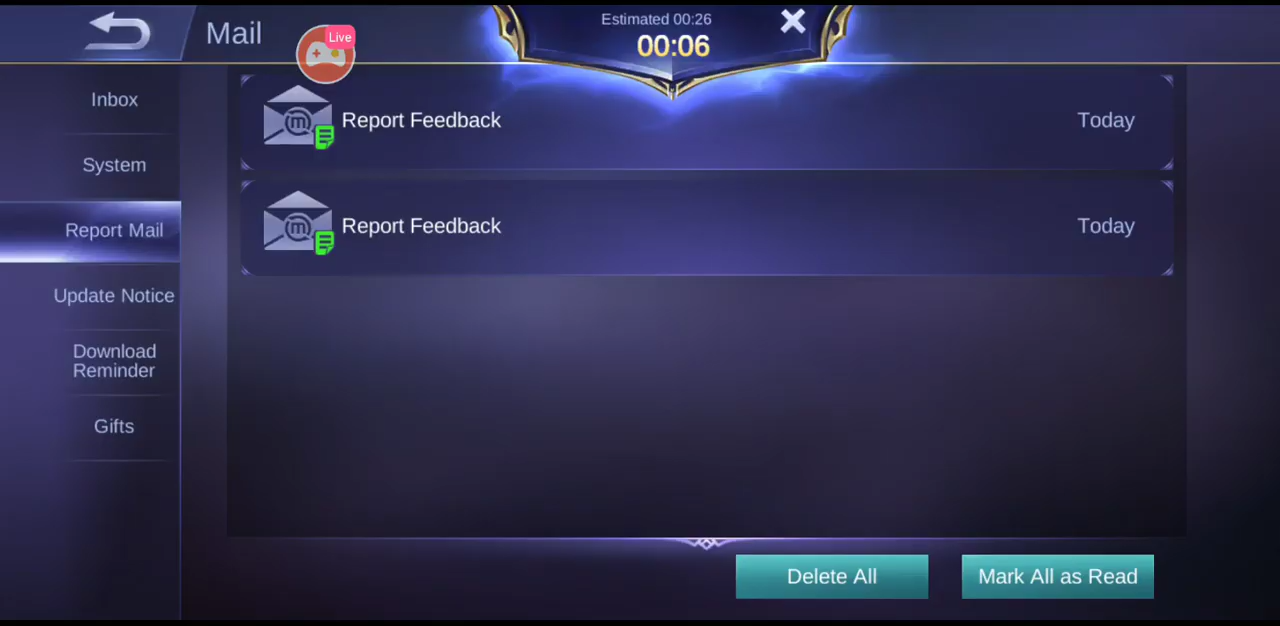 Mail
Live
Estimated 00:26
00:06
Inbox
System
Report Mail
Update Notice
Download
Reminder
Gifts
Report Feedback
Today
Report Feedback
Today
Delete All
Mark All as Read